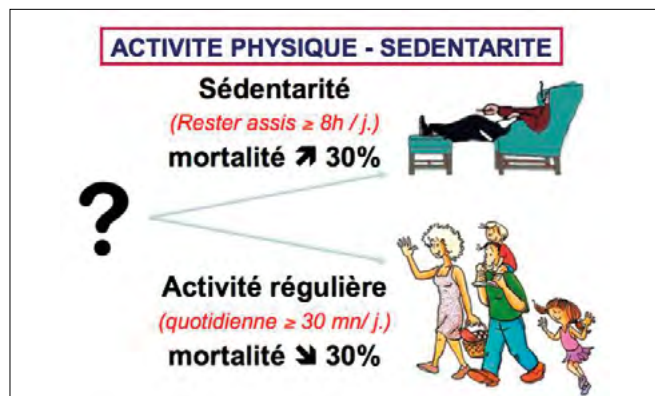 ACTIVITE PHYSIQUE - SEDENTARITE
Sédentarité
(Rester assis ≥ 8h / j.)
mortalité ➚ 30%
?
Activité régulière
(quotidienne ≥ 30 mn/ j.)
mortalité ➘ 30%